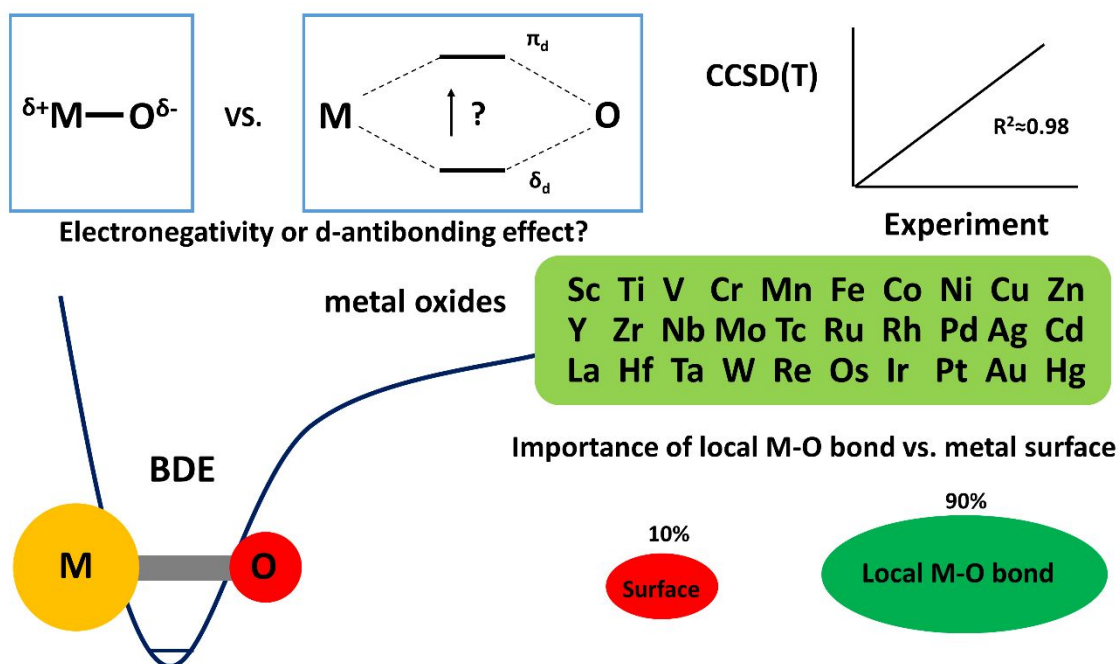 δ+M—Oδ-
VS.
M
πd
?
δd
O
Electronegativity or d-antibonding effect?
CCSD(T)
R²≈0.98
Experiment
metal oxides
Sc Ti V Cr Mn Fe Co Ni Cu Zn
Y Zr Nb Mo Tc Ru Rh Pd Ag Cd
La Hf Ta W Re Os Ir Pt Au Hg
BDE
M
O
Importance of local M-O bond vs. metal surface
10%
Surface
90%
Local M-O bond